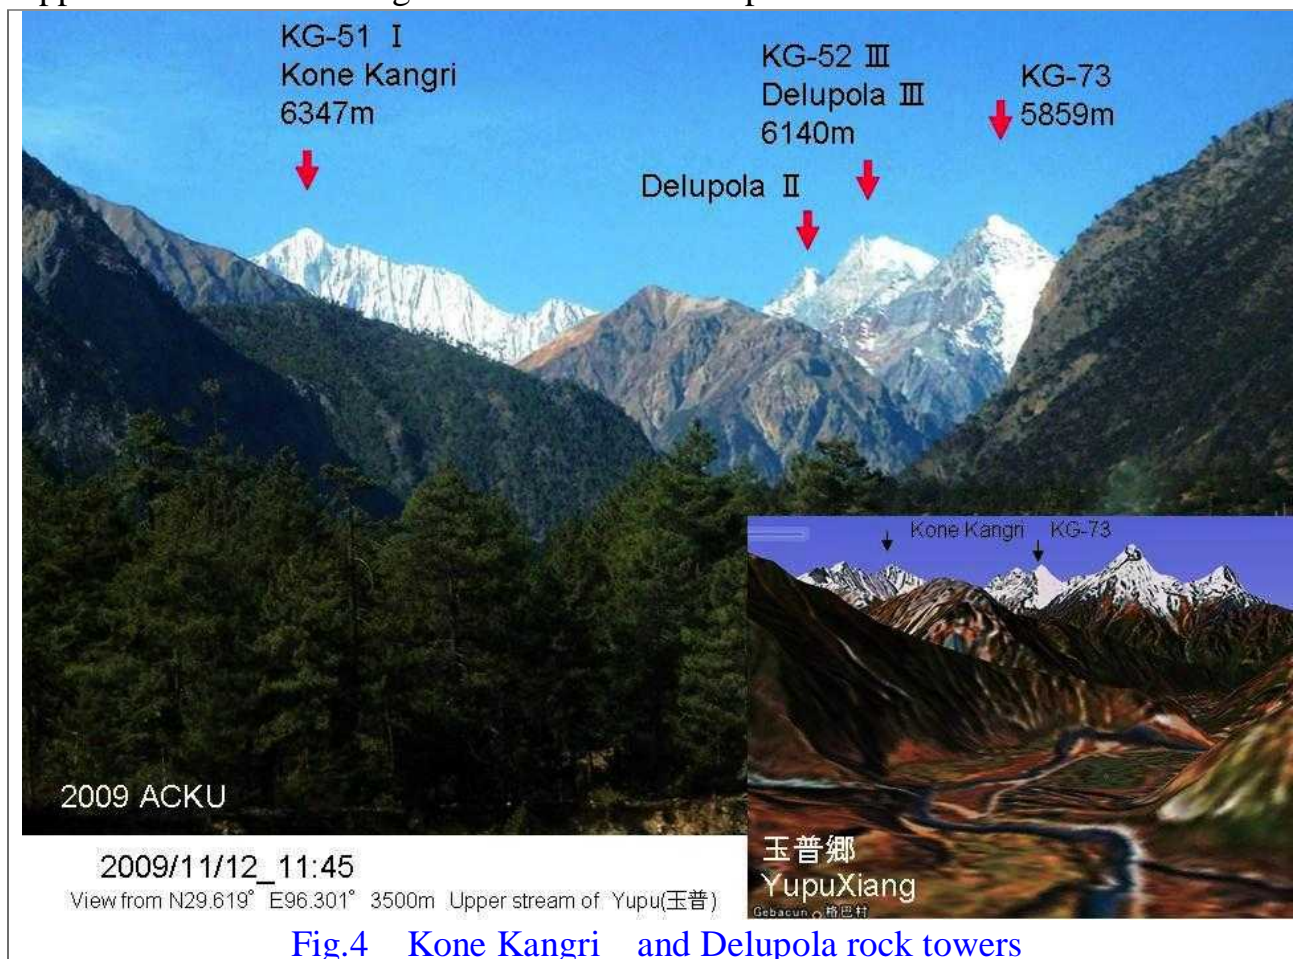 KG-51 Ⅰ
Kone Kangri
6347m
KG-52 Ⅲ
Delupola Ⅲ
6140m
KG-73
5859m
Delupola Ⅱ
Kone Kangri KG-73
2009 ACKU
玉普郷
YupuXiang
Gebacun 格巴村
2009/11/12_11:45
View from N29.619° E96.301° 3500m Upper stream of Yupu(玉普)
Fig.4 Kone Kangri and Delupola rock towers